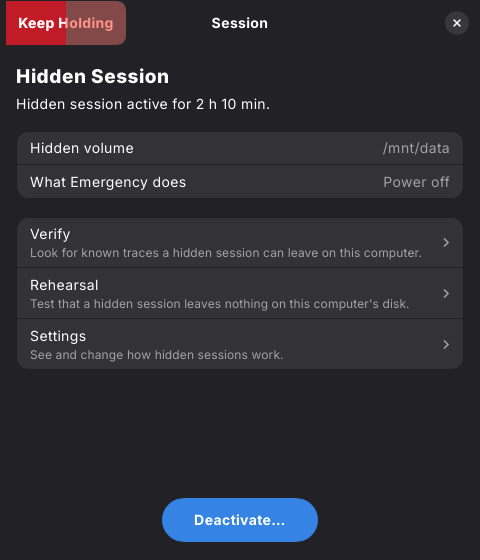 Keep Holding
Session
Hidden Session
Hidden session active for 2 h 10 min.
Hidden volume
/mnt/data
What Emergency does
Power off
Verify
Look for known traces a hidden session can leave on this computer.
Rehearsal
Test that a hidden session leaves nothing on this computer's disk.
Settings
See and change how hidden sessions work.
Deactivate...